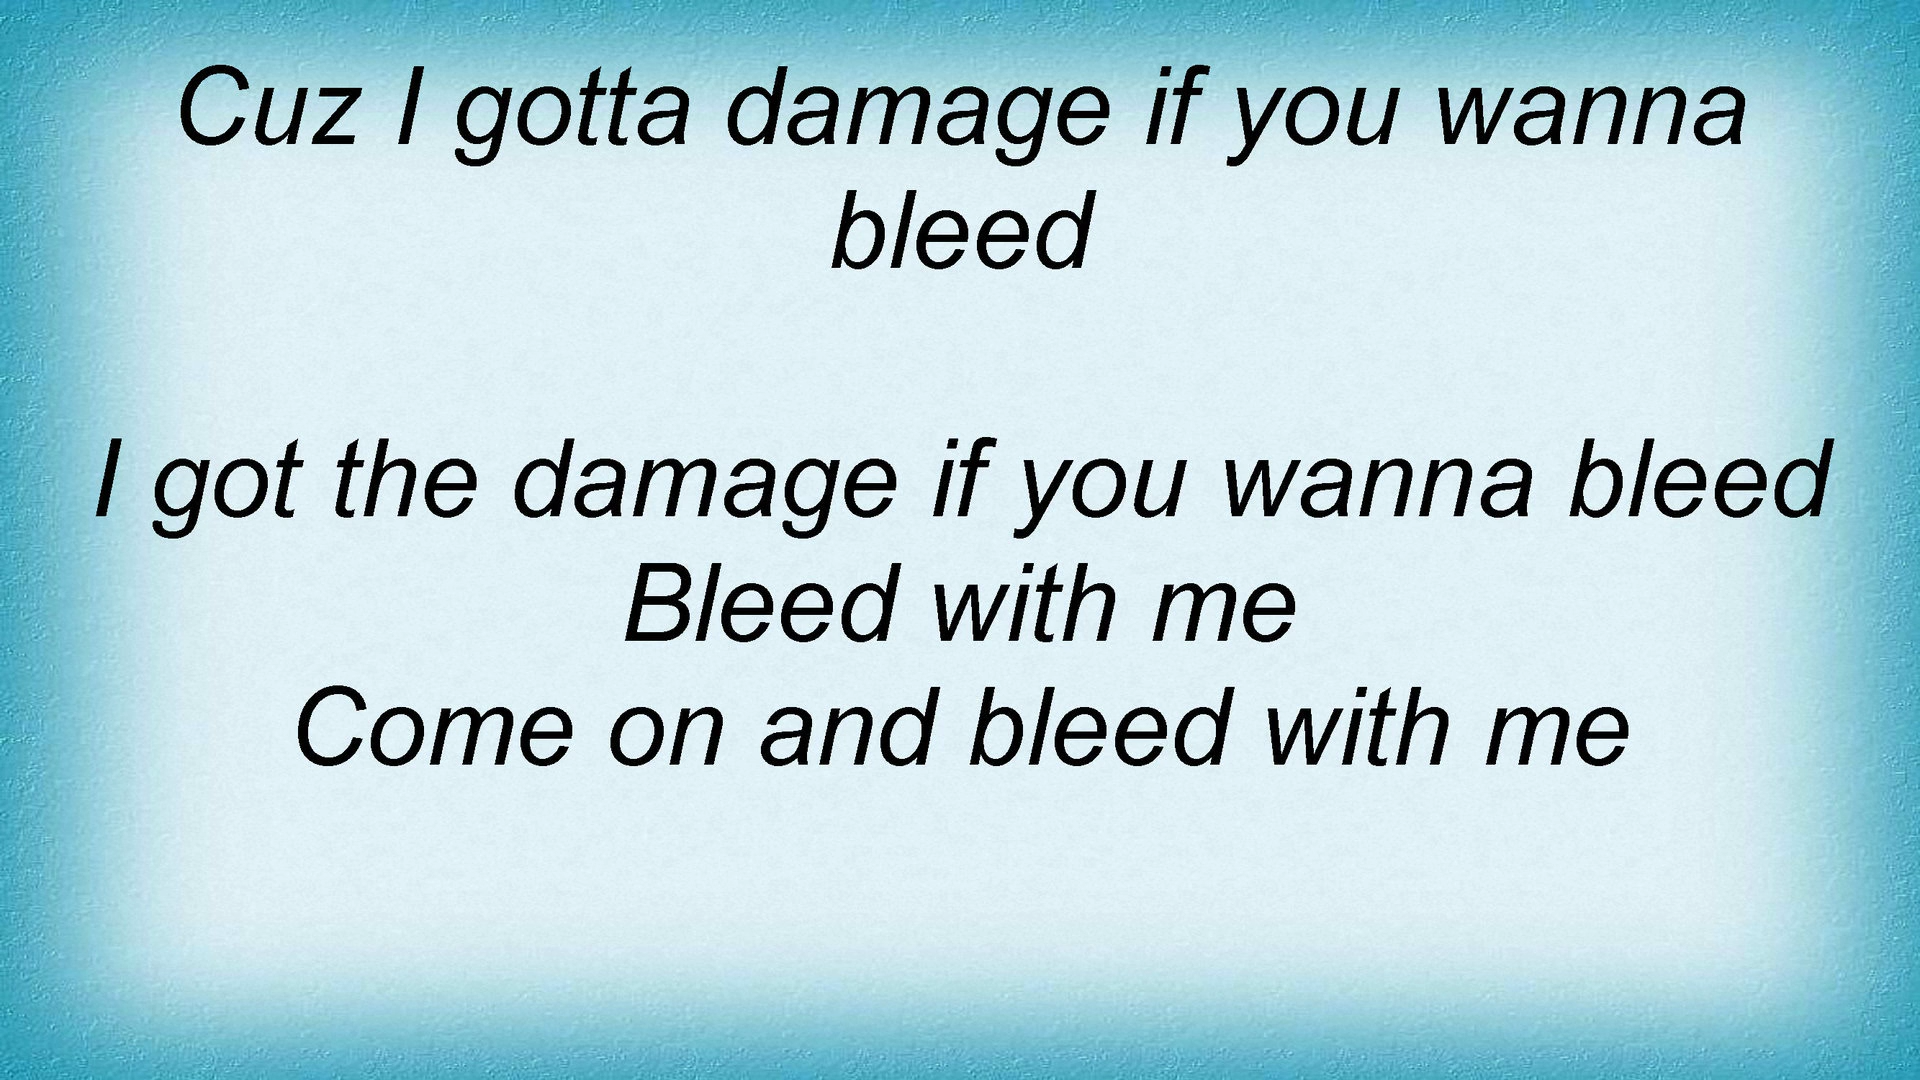 Cuz I gotta damage if you wanna
bleed
I got the damage if you wanna bleed
Bleed with me
Come on and bleed with me